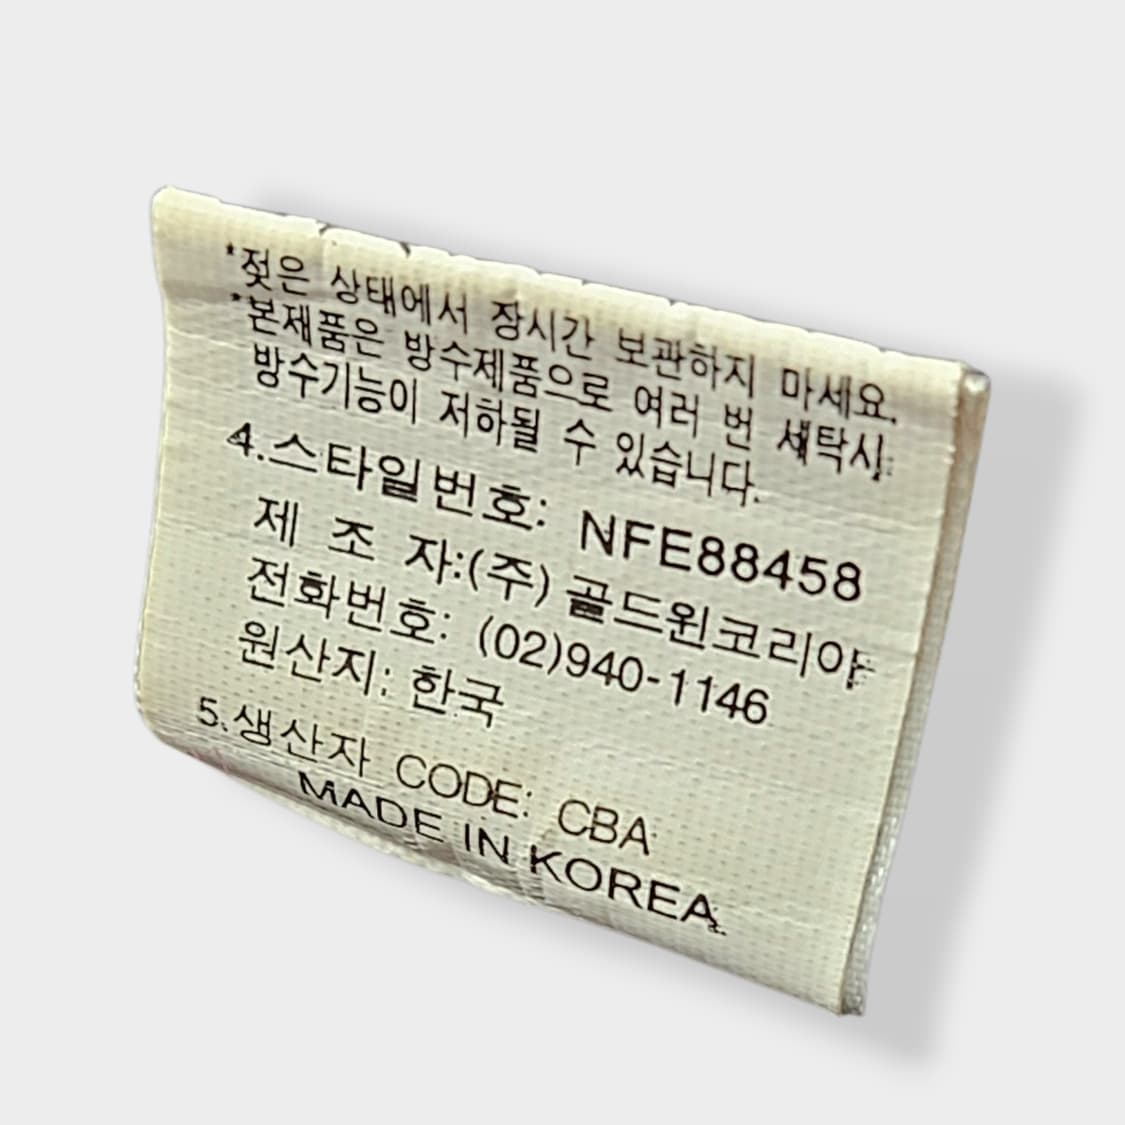 *젖은 상태에서 장시간 보관하지 마세요.
*본제품은 방수제품으로 여러 번 세탁시
방수기능이 저하될 수 있습니다.
4.스타일번호: NFE88458
제 조 자:(주)골드윈코리아
전화번호: (02)940-1146
원산지: 한국
5.생산자 CODE: CBA
MADE IN KOREA